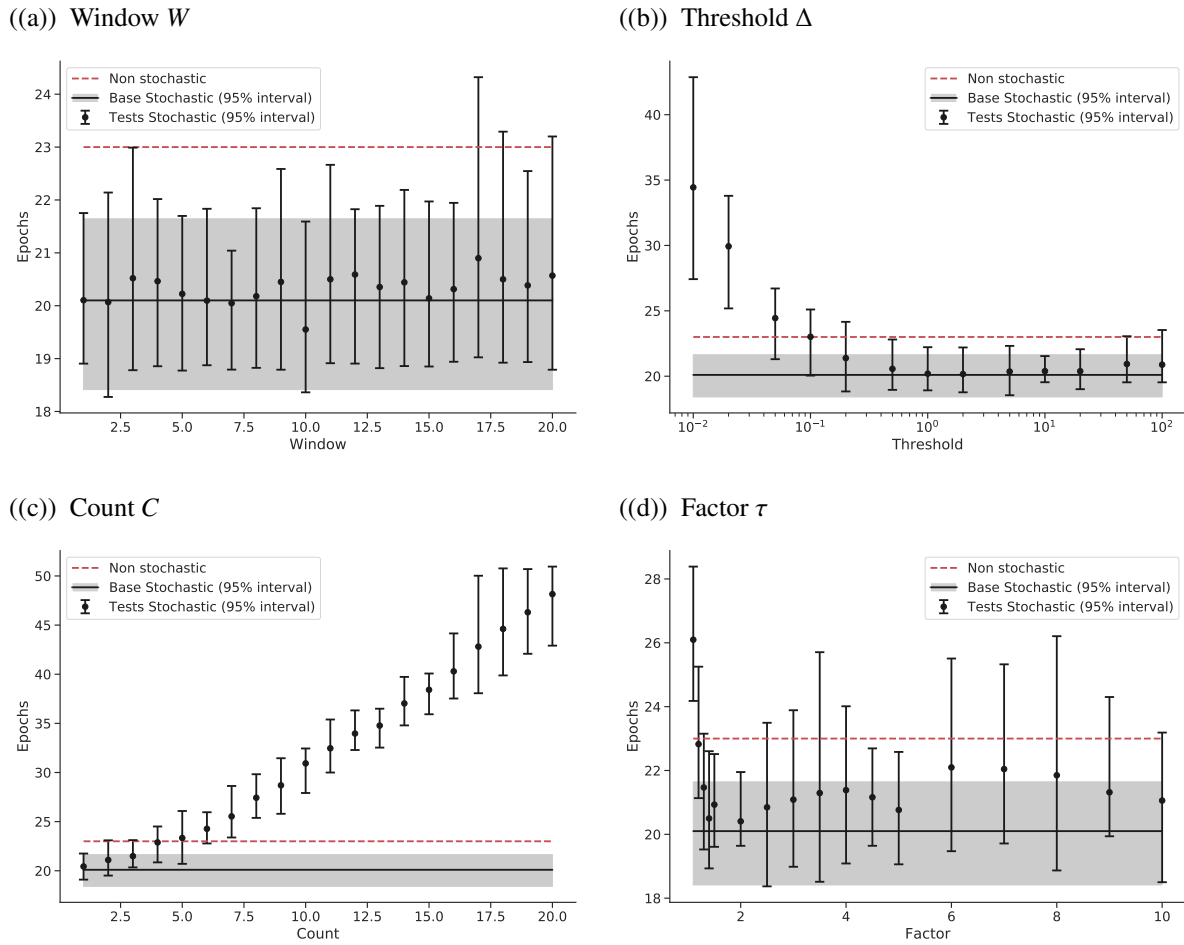 ((a)) Window W
Non stochastic
Base Stochastic (95% interval)
Tests Stochastic (95% interval)
24
23
22
21
20
19
18
Epochs
2.5 5.0 7.5 10.0 12.5 15.0 17.5 20.0
Window
((b)) Threshold Δ
Non stochastic
Base Stochastic (95% interval)
Tests Stochastic (95% interval)
40
35
30
25
20
Epochs
10⁻² 10⁻¹ 10⁰ 10¹ 10²
Threshold
((c)) Count C
Non stochastic
Base Stochastic (95% interval)
Tests Stochastic (95% interval)
50
45
40
35
30
25
20
Epochs
2.5 5.0 7.5 10.0 12.5 15.0 17.5 20.0
Count
((d)) Factor τ
Non stochastic
Base Stochastic (95% interval)
Tests Stochastic (95% interval)
28
26
24
22
20
18
Epochs
2 4 6 8 10
Factor